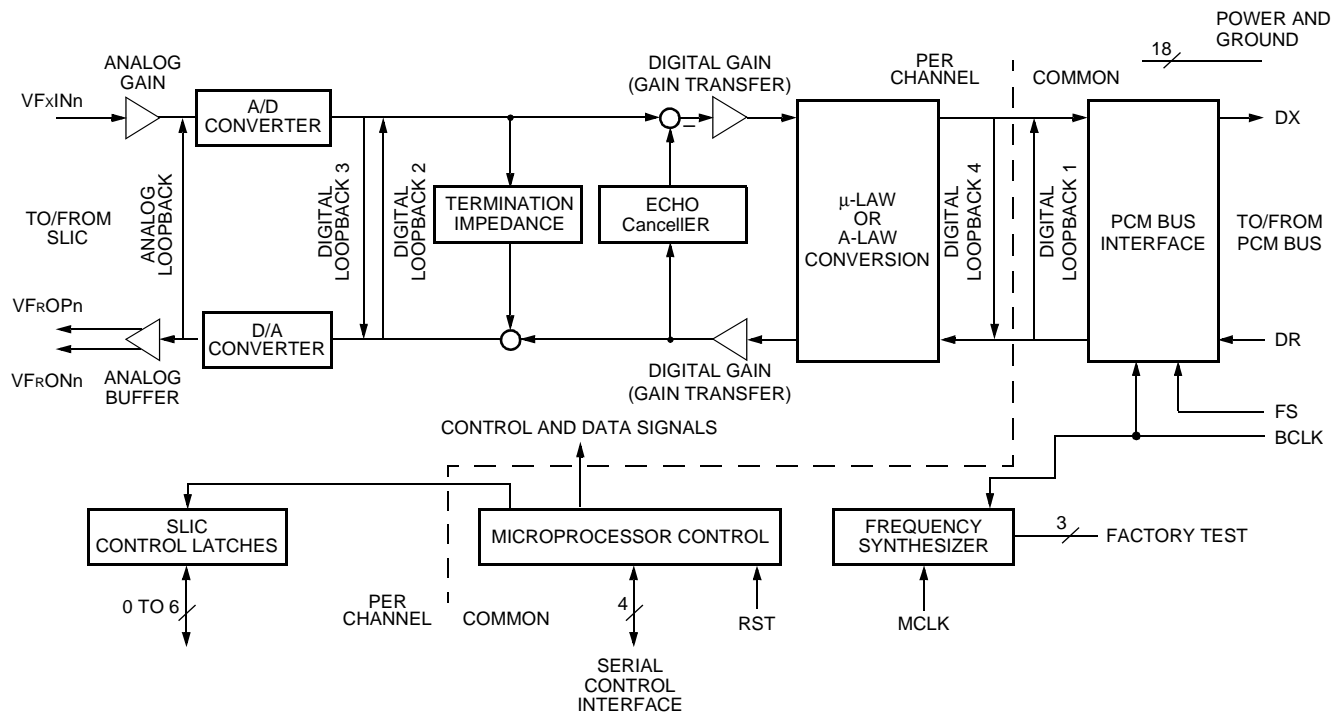 POWER AND
GROUND
18
ANALOG
GAIN
DIGITAL GAIN
(GAIN TRANSFER)
PER
CHANNEL
COMMON
VFXINn
A/D
CONVERTER
–
DX
TO/FROM
SLIC
ANALOG
LOOPBACK
DIGITAL
LOOPBACK 3
DIGITAL
LOOPBACK 2
TERMINATION
IMPEDANCE
ECHO
CancellER
μ-LAW
OR
A-LAW
CONVERSION
DIGITAL
LOOPBACK 4
DIGITAL
LOOPBACK 1
PCM BUS
INTERFACE
TO/FROM
PCM BUS
VFROPn
VFRONn
D/A
CONVERTER
ANALOG
BUFFER
DIGITAL GAIN
(GAIN TRANSFER)
DR
FS
BCLK
CONTROL AND DATA SIGNALS
SLIC
CONTROL LATCHES
MICROPROCESSOR CONTROL
FREQUENCY
SYNTHESIZER
3
FACTORY TEST
0 TO 6
PER
CHANNEL
COMMON
4
RST
MCLK
SERIAL
CONTROL
INTERFACE